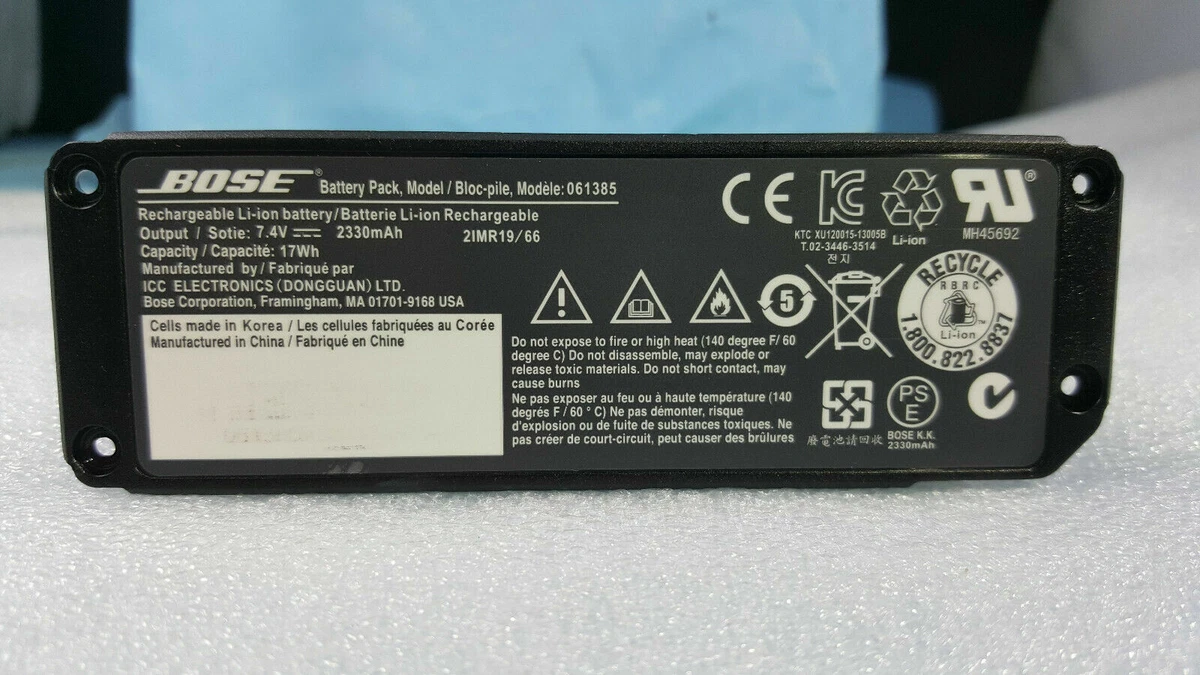 BOSE® Battery Pack, Model / Bloc-pile, Modèle: 061385
Rechargeable Li-ion battery/Batterie Li-ion Rechargeable
Output / Sotie: 7.4V 2330mAh 2IMR19/66
Capacity / Capacité: 17Wh
Manufactured by / Fabriqué par
ICC ELECTRONICS (DONGGUAN) LTD.
Bose Corporation, Framingham, MA 01701-9168 USA
Cells made in Korea / Les cellules fabriquées au Corée
Manufactured in China / Fabriqué en Chine
CE
KC
KTC XU120015-13005B
T.02-3446-3514
전지
Li-ion
RU®
MH45692
5
RECYCLE
RBRC
Li-ion
1.800.822.8837
Do not expose to fire or high heat (140 degree F/ 60
degree C) Do not disassemble, may explode or
release toxic materials. Do not short contact, may
cause burns
Ne pas exposer au feu ou à haute température (140
degrés F / 60 ° C) Ne pas démonter, risque
d'explosion ou de fuite de substances toxiques. Ne
pas créer de court-circuit, peut causer des brûlures
廢電池請回收
PS
E
BOSE K.K.
2330mAh